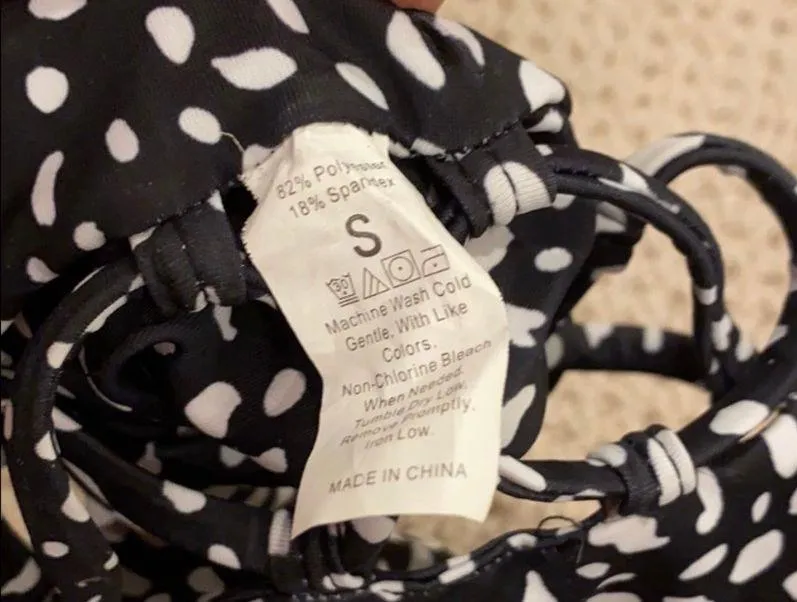 82% Polyester
18% Spandex
S
30
Machine Wash Cold
Gentle, With Like
Colors.
Non-Chlorine Bleach
When Needed.
Tumble Dry Low,
Remove Promptly.
Iron Low.
MADE IN CHINA